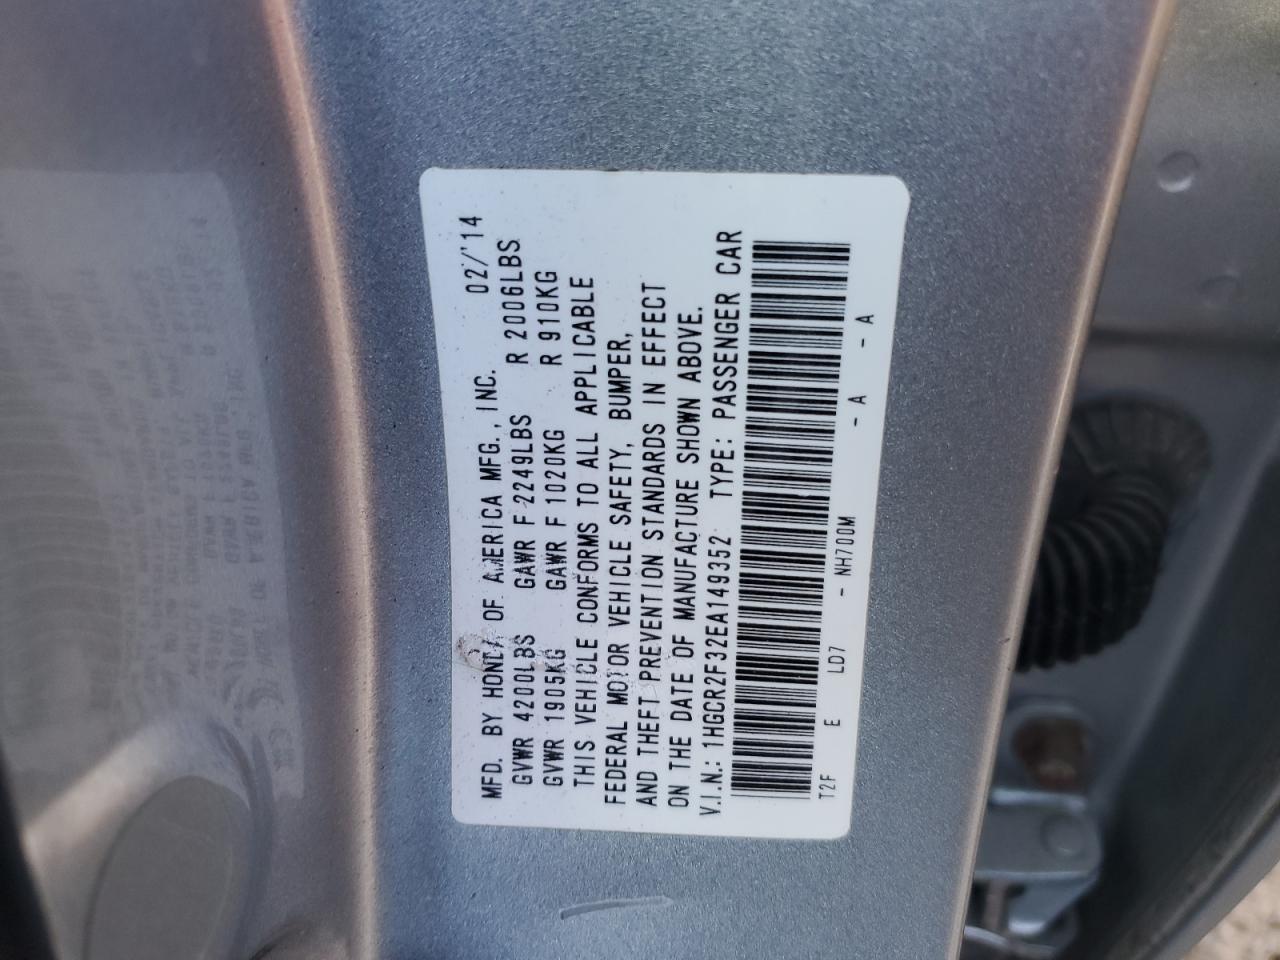 MFD. BY HONDA OF AMERICA MFG., INC. 02/'14
GVWR 4200LBS GAWR F 2249LBS R 2006LBS
GVWR 1905KG GAWR F 1020KG R 910KG
THIS VEHICLE CONFORMS TO ALL APPLICABLE
FEDERAL MOTOR VEHICLE SAFETY, BUMPER,
AND THEFT PREVENTION STANDARDS IN EFFECT
ON THE DATE OF MANUFACTURE SHOWN ABOVE.
V.I.N.: 1HGCR2F32EA149352 TYPE: PASSENGER CAR
T2F E LD7 - NH700M - A - A